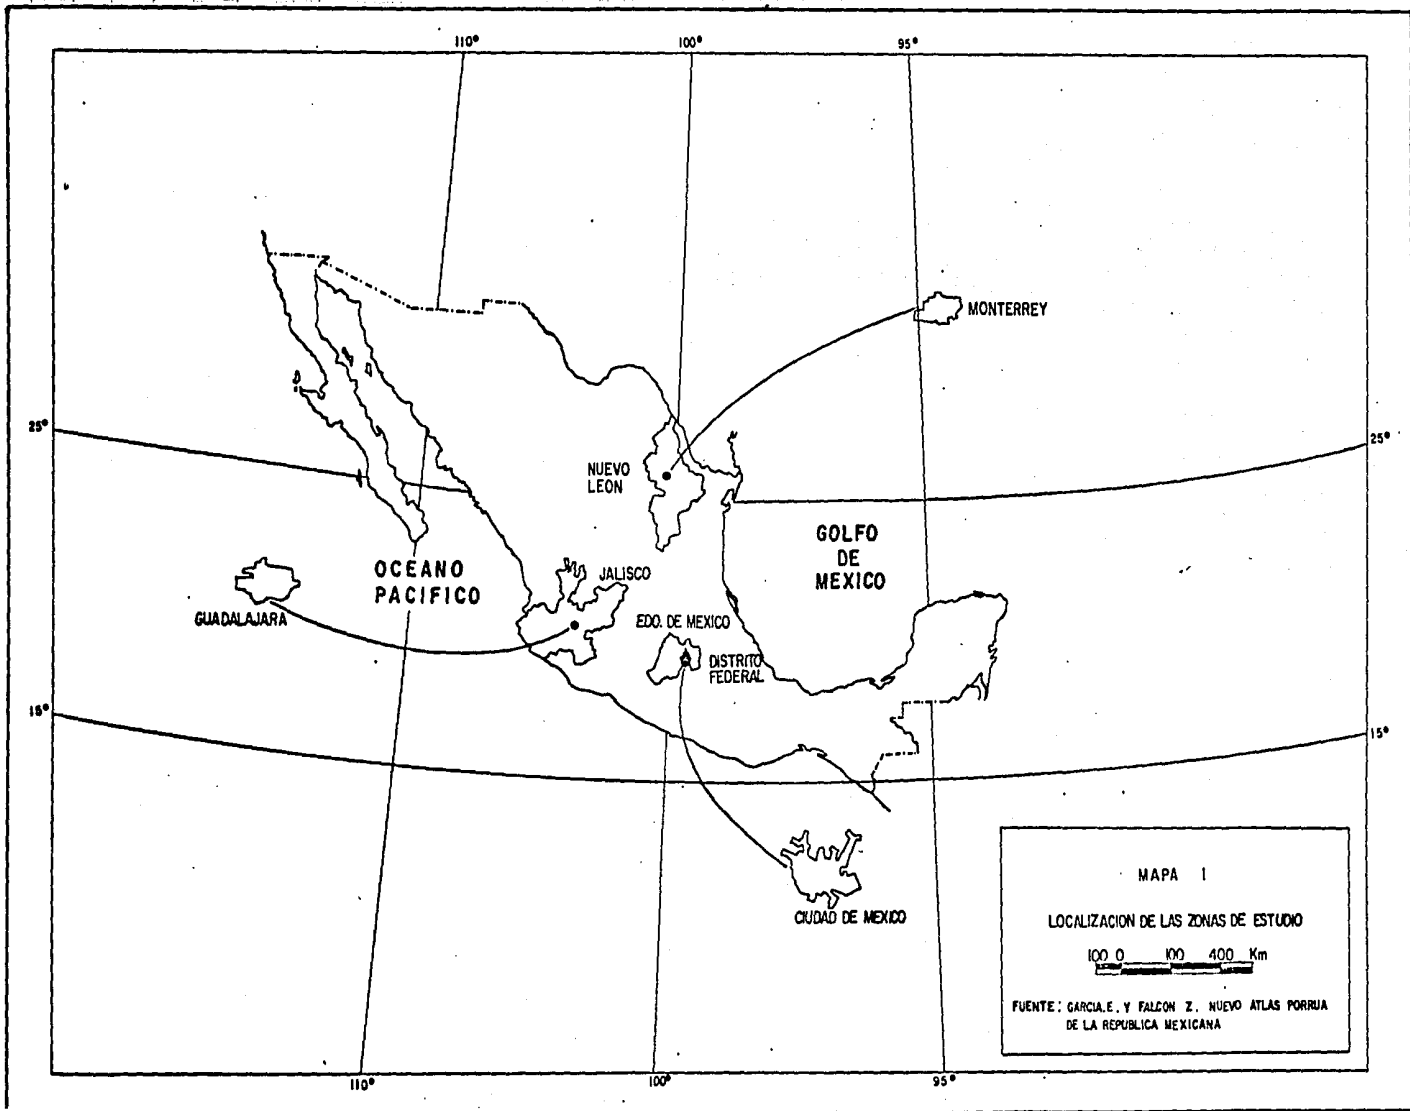 110°
100°
95°
MONTERREY
25°
25°
NUEVO
LEON
GOLFO
DE
MEXICO
OCEANO
PACIFICO
JALISCO
GUADALAJARA
EDO. DE MEXICO
DISTRITO
FEDERAL
15°
15°
CIUDAD DE MEXICO
MAPA 1
LOCALIZACION DE LAS ZONAS DE ESTUDIO
100 0 100 400 Km
FUENTE: GARCIA.E. Y FALCON Z. NUEVO ATLAS PORRUA
DE LA REPUBLICA MEXICANA
110°
100°
95°